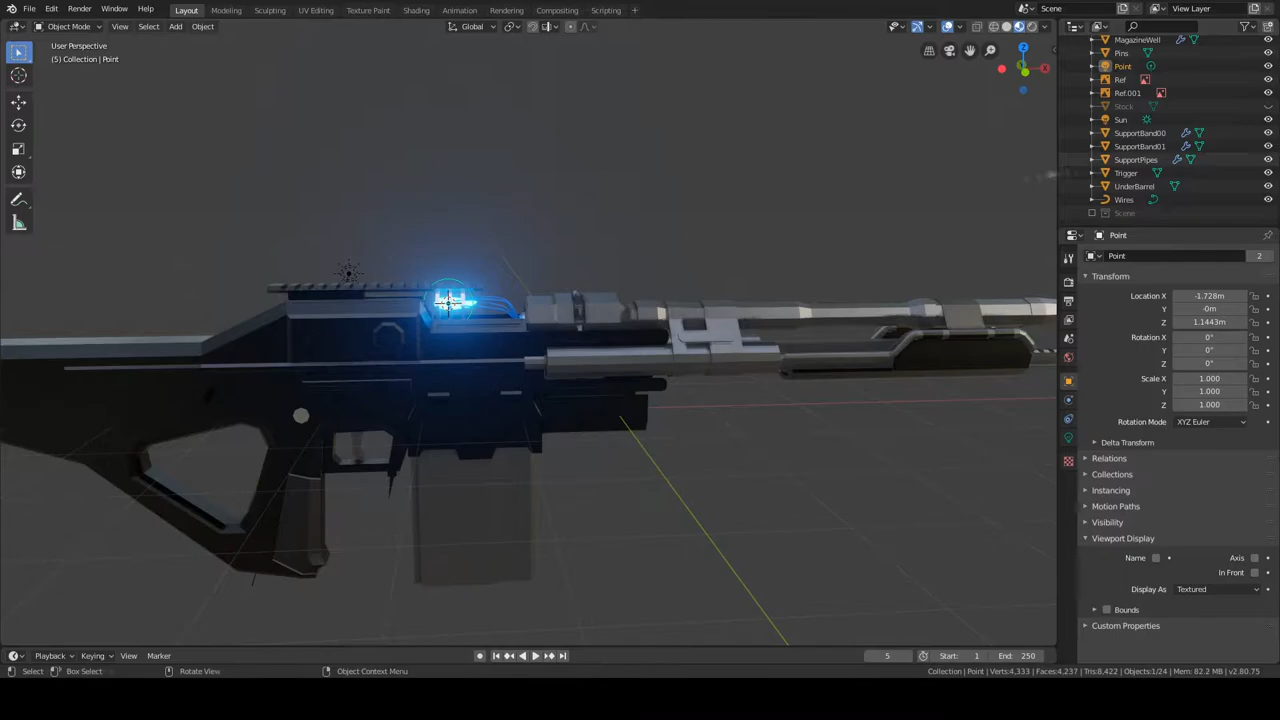 File Edit Render Window Help Layout Modeling Sculpting UV Editing Texture Paint Shading Animation Rendering Compositing Scripting + Scene View Layer
Object Mode View Select Add Object Global
User Perspective
(5) Collection | Point
Z
X
MagazineWell
Pins
Point
Ref
Ref.001
Stock
Sun
SupportBand00
SupportBand01
SupportPipes
Trigger
UnderBarrel
Wires
Scene
Point
Point 2
Transform
Location X -1.728m
Y -0m
Z 1.1443m
Rotation X 0°
Y 0°
Z 0°
Scale X 1.000
Y 1.000
Z 1.000
Rotation Mode XYZ Euler
Delta Transform
Relations
Collections
Instancing
Motion Paths
Visibility
Viewport Display
Name Axis
In Front
Display As Textured
Bounds
Custom Properties
Playback Keying View Marker 5 Start: 1 End: 250
Select Box Select Rotate View Object Context Menu Collection | Point | Verts:4,333 | Faces:4,237 | Tris:8,422 | Objects:1/24 | Mem: 82.2 MB | v2.80.75